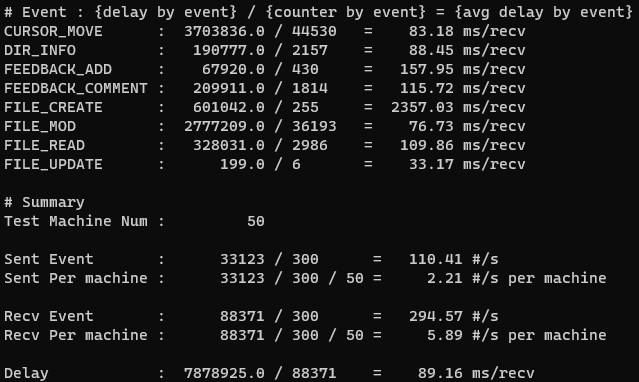 # Event : {delay by event} / {counter by event} = {avg delay by event}
CURSOR_MOVE      :  3703836.0 / 44530   =    83.18 ms/recv
DIR_INFO         :   190777.0 / 2157    =    88.45 ms/recv
FEEDBACK_ADD     :    67920.0 / 430     =   157.95 ms/recv
FEEDBACK_COMMENT :   209911.0 / 1814    =   115.72 ms/recv
FILE_CREATE      :   601042.0 / 255     =  2357.03 ms/recv
FILE_MOD         :  2777209.0 / 36193   =    76.73 ms/recv
FILE_READ        :   328031.0 / 2986    =   109.86 ms/recv
FILE_UPDATE      :      199.0 / 6       =    33.17 ms/recv
# Summary
Test Machine Num :         50
Sent Event       :      33123 / 300      =   110.41 #/s
Sent Per machine :      33123 / 300 / 50 =     2.21 #/s per machine
Recv Event       :      88371 / 300      =   294.57 #/s
Recv Per machine :      88371 / 300 / 50 =     5.89 #/s per machine
Delay            :  7878925.0 / 88371    =    89.16 ms/recv